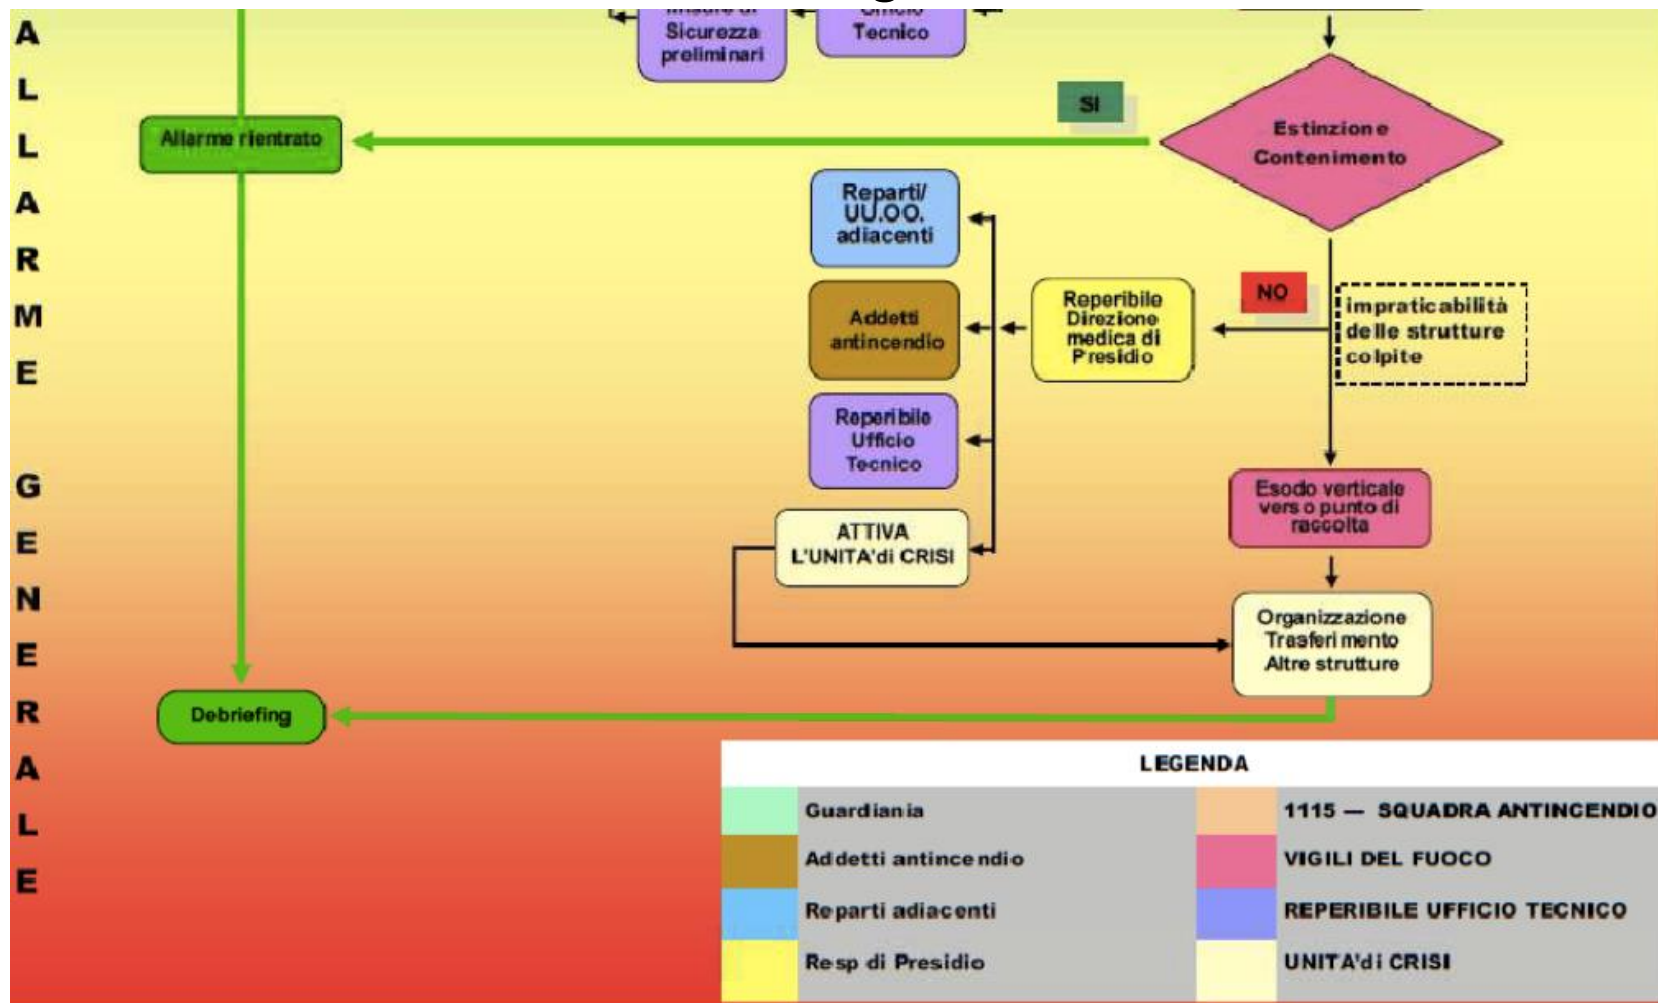 A
L
L
A
R
M
E
G
E
N
E
R
A
L
E
Misure di
Sicurezza
preliminari
Ufficio
Tecnico
SI
Estinzione
Contenimento
Allarme rientrato
Reparti/
UU.OO.
adiacenti
Addetti
antincendio
Reperibile
Direzione
medica di
Presidio
NO
impraticabilità
delle strutture
colpite
Reperibile
Ufficio
Tecnico
Esodo verticale
verso punto di
raccolta
ATTIVA
L'UNITA'di CRISI
Organizzazione
Trasferimento
Altre strutture
Debriefing
LEGENDA
Guardiania
1115 — SQUADRA ANTINCENDIO
Addetti antincendio
VIGILI DEL FUOCO
Reparti adiacenti
REPERIBILE UFFICIO TECNICO
Resp di Presidio
UNITA'di CRISI